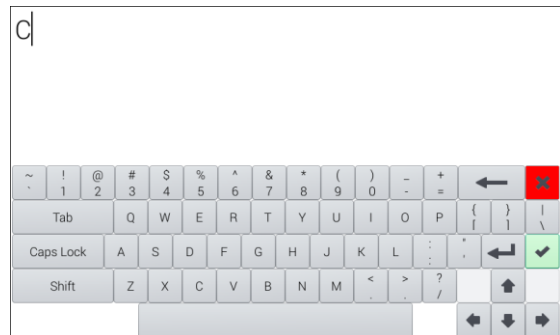 C
~ ! @ # $ % ^ & * ( ) _ +
` 1 2 3 4 5 6 7 8 9 0 - =
Tab Q W E R T Y U I O P { } |
[ ] \
Caps Lock A S D F G H J K L : "
; '
Shift Z X C V B N M < > ?
, . /